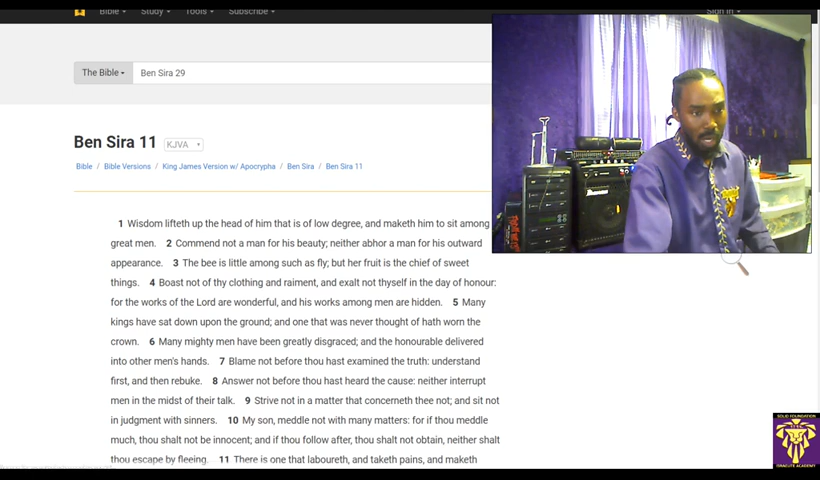 Bible Study Tools Subscribe Sign In
The Bible Ben Sira 29
Ben Sira 11 KJVA
Bible / Bible Versions / King James Version w/ Apocrypha / Ben Sira / Ben Sira 11
1 Wisdom lifteth up the head of him that is of low degree, and maketh him to sit among
great men. 2 Commend not a man for his beauty; neither abhor a man for his outward
appearance. 3 The bee is little among such as fly; but her fruit is the chief of sweet
things. 4 Boast not of thy clothing and raiment, and exalt not thyself in the day of honour:
for the works of the Lord are wonderful, and his works among men are hidden. 5 Many
kings have sat down upon the ground; and one that was never thought of hath worn the
crown. 6 Many mighty men have been greatly disgraced; and the honourable delivered
into other men's hands. 7 Blame not before thou hast examined the truth: understand
first, and then rebuke. 8 Answer not before thou hast heard the cause: neither interrupt
men in the midst of their talk. 9 Strive not in a matter that concerneth thee not; and sit not
in judgment with sinners. 10 My son, meddle not with many matters: for if thou meddle
much, thou shalt not be innocent; and if thou follow after, thou shalt not obtain, neither shalt
thou escape by fleeing. 11 There is one that laboureth, and taketh pains, and maketh
SOLID FOUNDATION
ISRAELITE ACADEMY